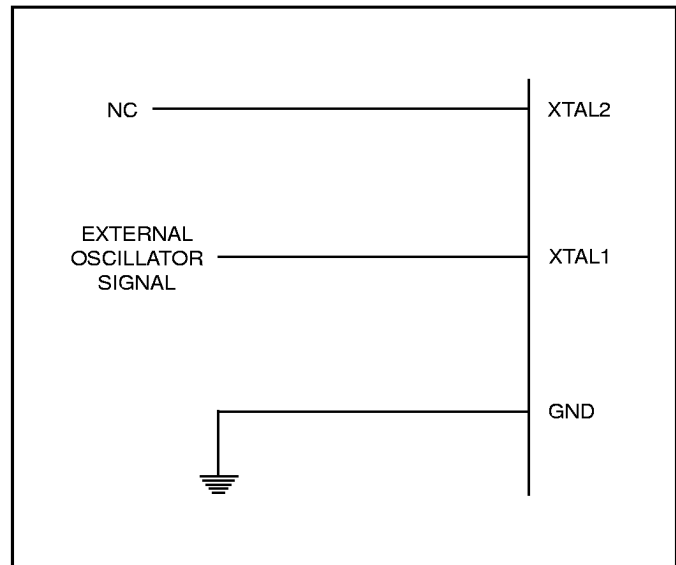 NC
XTAL2
EXTERNAL
OSCILLATOR
SIGNAL
XTAL1
GND